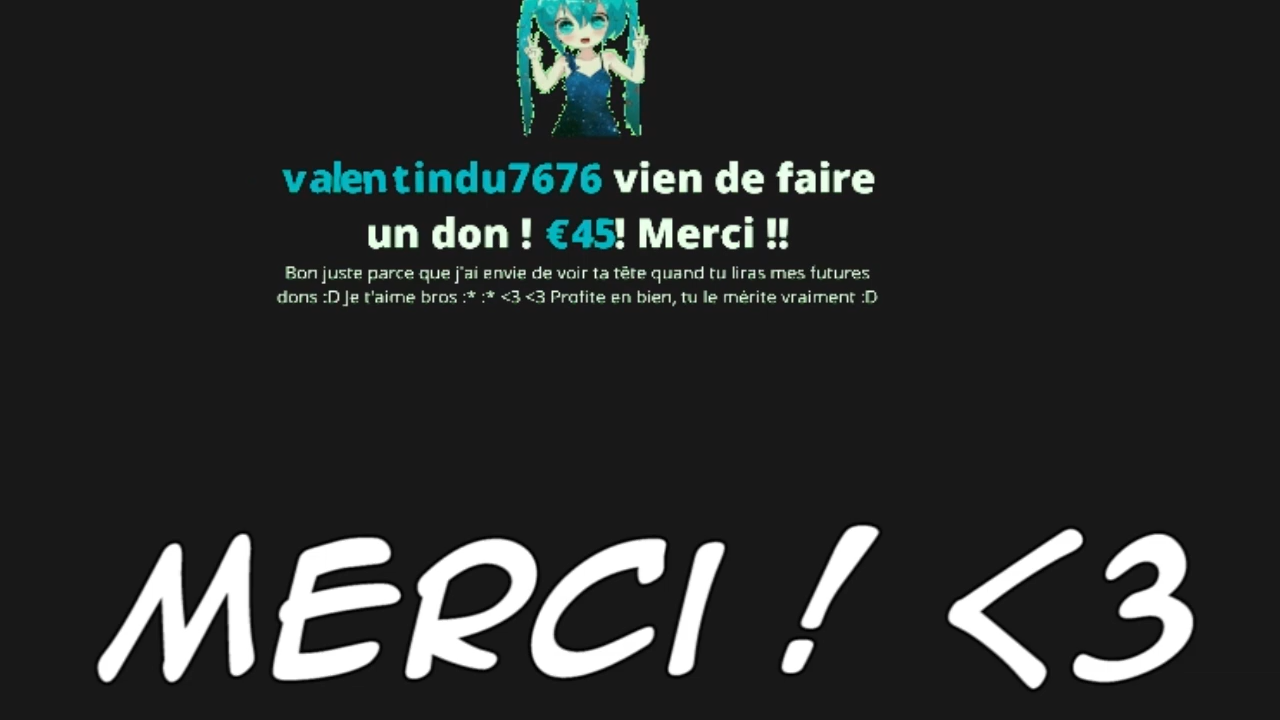 valentindu7676 vien de faire
un don ! €45! Merci !!
Bon juste parce que j'ai envie de voir ta tête quand tu liras mes futures
dons :D Je t'aime bros :* :* <3 <3 Profite en bien, tu le mérite vraiment :D
MERCI ! <3